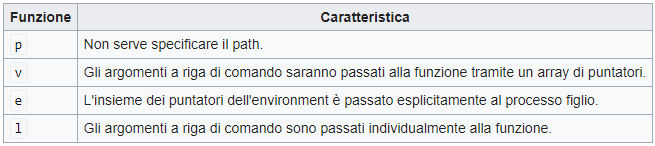 Funzione Caratteristica
p Non serve specificare il path.
v Gli argomenti a riga di comando saranno passati alla funzione tramite un array di puntatori.
e L'insieme dei puntatori dell'environment è passato esplicitamente al processo figlio.
l Gli argomenti a riga di comando sono passati individualmente alla funzione.